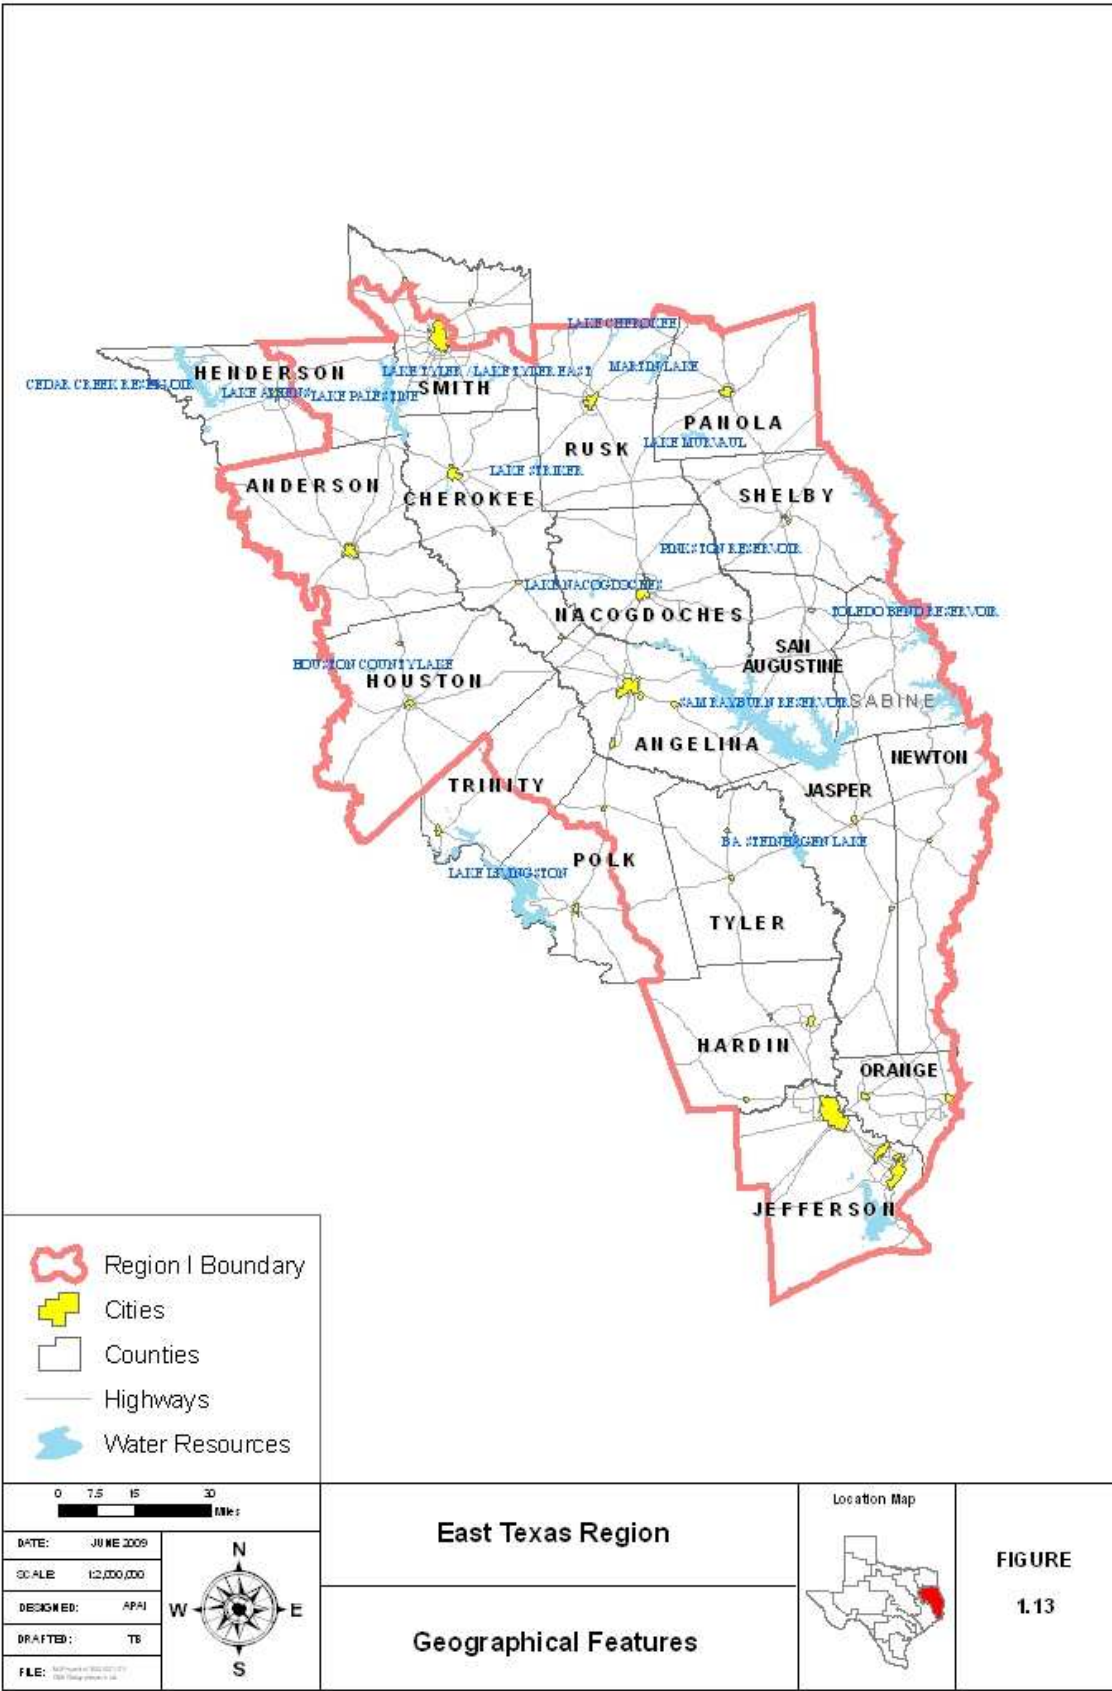 LAKE CHEROKEE
HENDERSON
LAKE TYLER / LAKE TYLER EAST
MARTIN LAKE
CEDAR CREEK RESERVOIR
LAKE ATHENS
LAKE PALESTINE
SMITH
PANOLA
LAKE MURVAUL
RUSK
LAKE STRIKER
ANDERSON
CHEROKEE
SHELBY
PINKSTON RESERVOIR
LAKE NACOGDOCHES
NACOGDOCHES
TOLEDO BEND RESERVOIR
SAN
AUGUSTINE
HOUSTON COUNTY LAKE
HOUSTON
SAM RAYBURN RESERVOIR
SABINE
ANGELINA
NEWTON
TRINITY
JASPER
B.A. STEINHAGEN LAKE
POLK
LAKE LIVINGSTON
TYLER
HARDIN
ORANGE
JEFFERSON
Region I Boundary
Cities
Counties
Highways
Water Resources
0 7.5 15 30
Miles
DATE: JUNE 2009
SCALE: 1:2,000,000
DESIGNED: APAI
DRAFTED: TB
FILE:
N
W E
S
East Texas Region
Geographical Features
Location Map
FIGURE
1.13